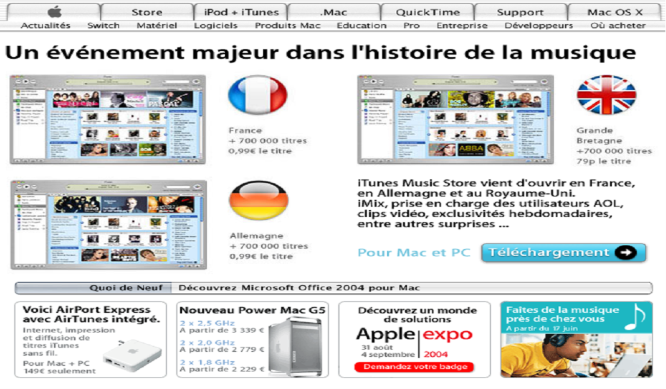 Store
iPod + iTunes
.Mac
QuickTime
Support
Mac OS X
Actualités
Switch
Matériel
Logiciels
Produits Mac
Education
Pro
Entreprise
Développeurs
Où acheter
Un événement majeur dans l'histoire de la musique
France
+ 700 000 titres
0,99€ le titre
Grande
Bretagne
+700 000 titres
79p le titre
Allemagne
+ 700 000 titres
0,99€ le titre
iTunes Music Store vient d'ouvrir en France,
en Allemagne et au Royaume-Uni.
iMix, prise en charge des utilisateurs AOL,
clips vidéo, exclusivités hebdomadaires,
entre autres surprises ...
Pour Mac et PC
Téléchargement
Quoi de Neuf
Découvrez Microsoft Office 2004 pour Mac
Voici AirPort Express
avec AirTunes intégré.
Internet, impression
et diffusion de
titres iTunes
sans fil.
Pour Mac + PC
149€ seulement
Nouveau Power Mac G5
2 x 2,5 GHz
A partir de 3 339 €
2 x 2,0 GHz
A partir de 2 779 €
2 x 1,8 GHz
A partir de 2 229 €
Découvrez un monde
de solutions
Apple expo
31 août
4 septembre 2004
Demandez votre badge
Faites de la musique
près de chez vous
A partir du 17 juin
ABBA